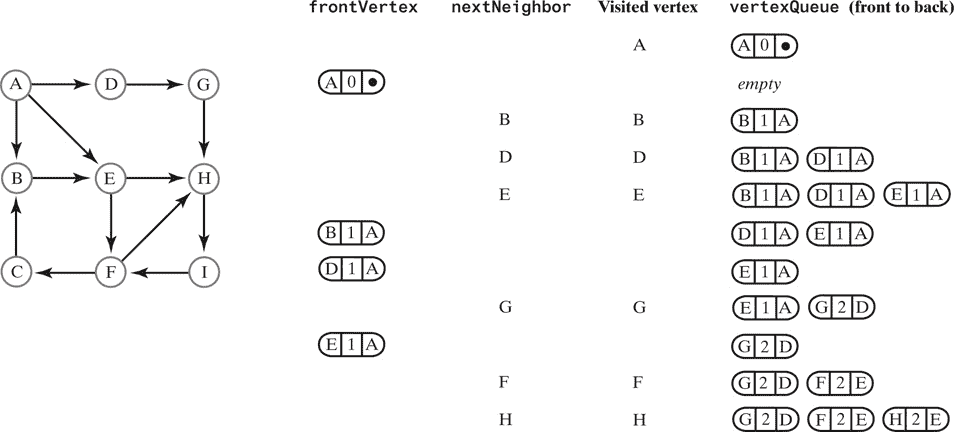 frontVertex nextNeighbor Visited vertex vertexQueue (front to back)
A A 0 •
A D G A 0 • empty
B B B 1 A
D D B 1 A D 1 A
B E H
E E B 1 A D 1 A E 1 A
B 1 A D 1 A E 1 A
C F I D 1 A E 1 A
G G E 1 A G 2 D
E 1 A G 2 D
F F G 2 D F 2 E
H H G 2 D F 2 E H 2 E